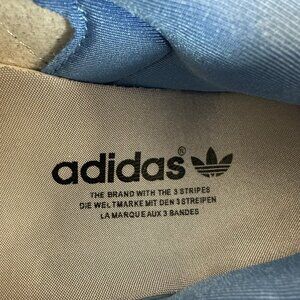 adidas®
THE BRAND WITH THE 3 STRIPES
DIE WELTMARKE MIT DEN 3 STREIFEN
LA MARQUE AUX 3 BANDES